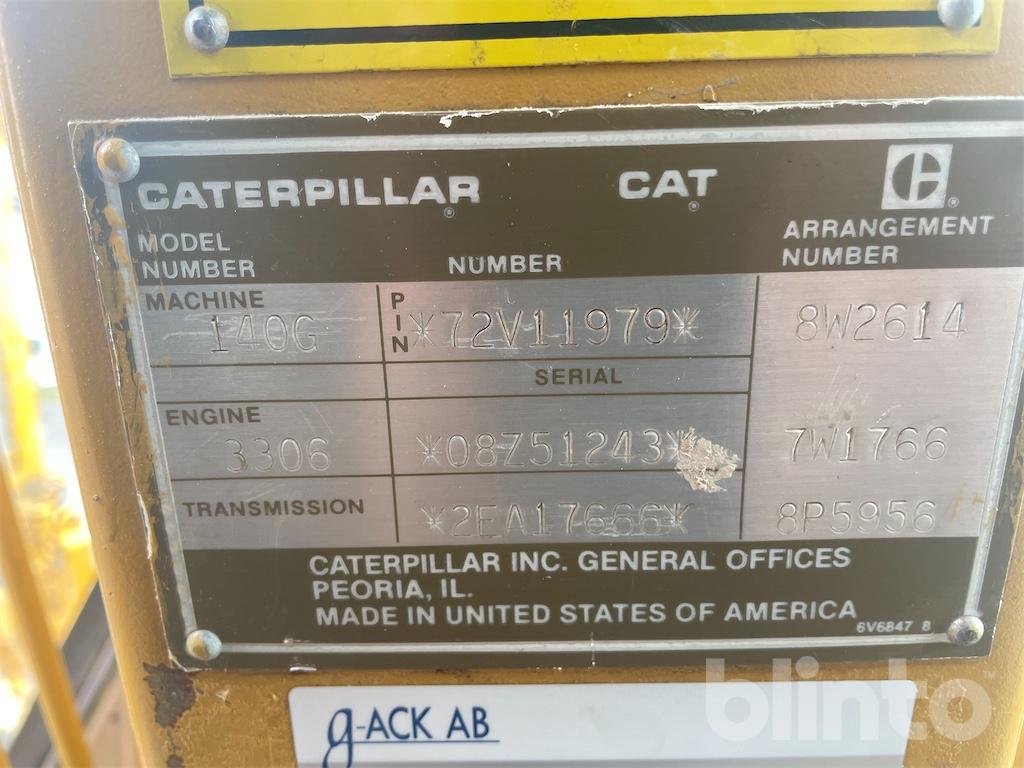 CATERPILLAR® CAT® ®
MODEL NUMBER NUMBER ARRANGEMENT NUMBER
MACHINE 140G PIN *72V11979* 8W2614
SERIAL
ENGINE 3306 *08Z51243* 7W1766
TRANSMISSION *2EA17666* 8P5956
CATERPILLAR INC. GENERAL OFFICES
PEORIA, IL.
MADE IN UNITED STATES OF AMERICA 6V6847 8
g-ACK AB
blinto